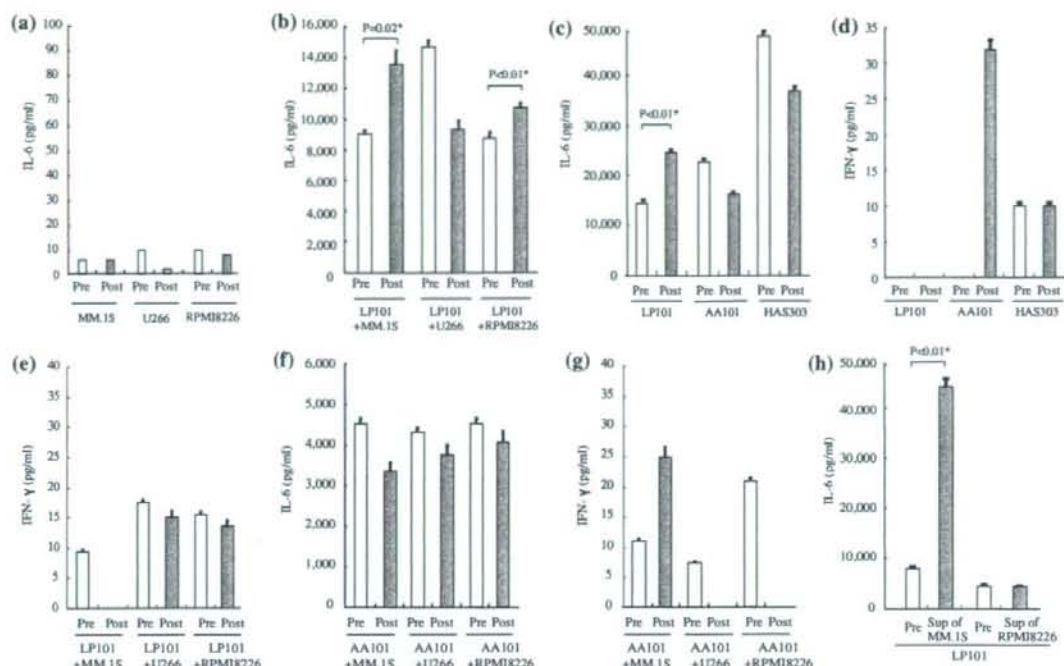 (a)
IL-6 (pg/ml)
100
90
80
70
60
50
40
30
20
10
0
Pre Post Pre Post Pre Post
MM.1S U266 RPMI8226
(b)
IL-6 (pg/ml)
16,000
14,000
12,000
10,000
8,000
6,000
4,000
2,000
0
P=0.02*
P<0.01*
Pre Post Pre Post Pre Post
LP101 LP101 LP101
+MM.1S +U266 +RPMI8226
(c)
IL-6 (pg/ml)
50,000
40,000
30,000
20,000
10,000
0
P<0.01*
Pre Post Pre Post Pre Post
LP101 AA101 HAS303
(d)
IFN-γ (pg/ml)
35
30
25
20
15
10
5
0
Pre Post Pre Post Pre Post
LP101 AA101 HAS303
(e)
IFN-γ (pg/ml)
40
35
30
25
20
15
10
5
0
Pre Post Pre Post Pre Post
LP101 LP101 LP101
+MM.1S +U266 +RPMI8226
(f)
IL-6 (pg/ml)
6,000
5,000
4,000
3,000
2,000
1,000
0
Pre Post Pre Post Pre Post
AA101 AA101 AA101
+MM.1S +U266 +RPMI8226
(g)
IFN-γ (pg/ml)
40
35
30
25
20
15
10
5
0
Pre Post Pre Post Pre Post
AA101 AA101 AA101
+MM.1S +U266 +RPMI8226
(h)
IL-6 (pg/ml)
50,000
40,000
30,000
20,000
10,000
0
P<0.01*
Pre Sup of MM.1S Pre Sup of RPMI8226
LP101